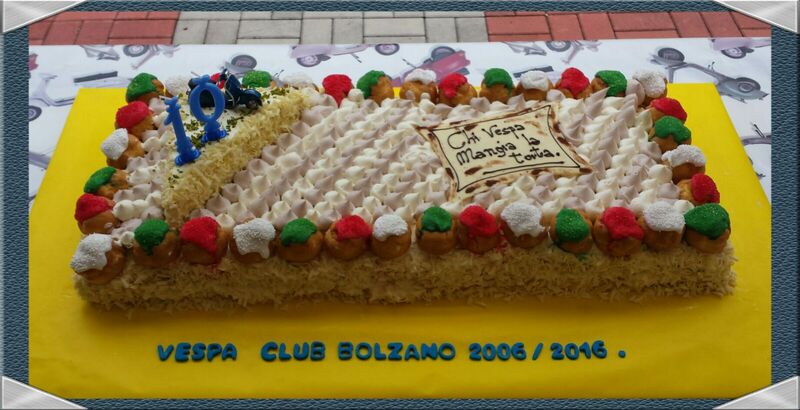 10
Chi Vespa
Mangia la
torta.
VESPA CLUB BOLZANO 2006/2016.